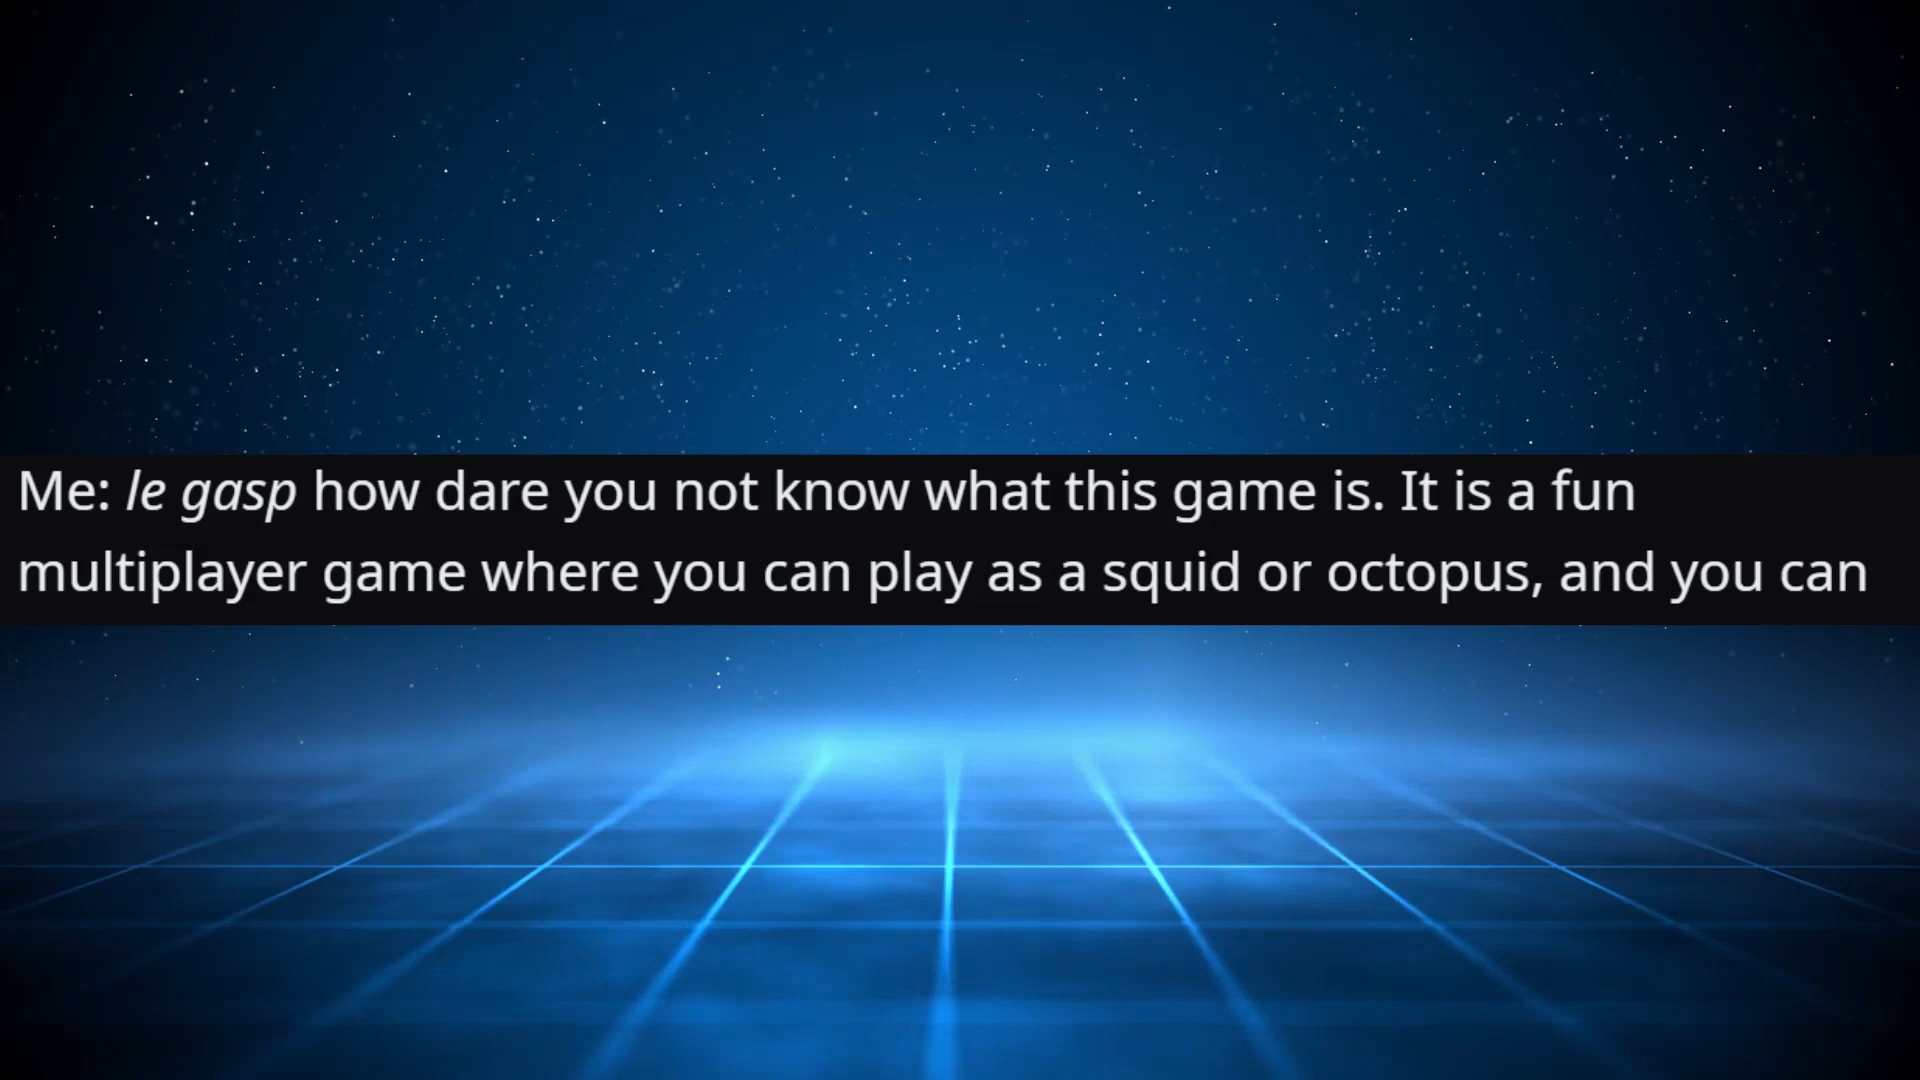 Me: le gasp how dare you not know what this game is. It is a fun
multiplayer game where you can play as a squid or octopus, and you can